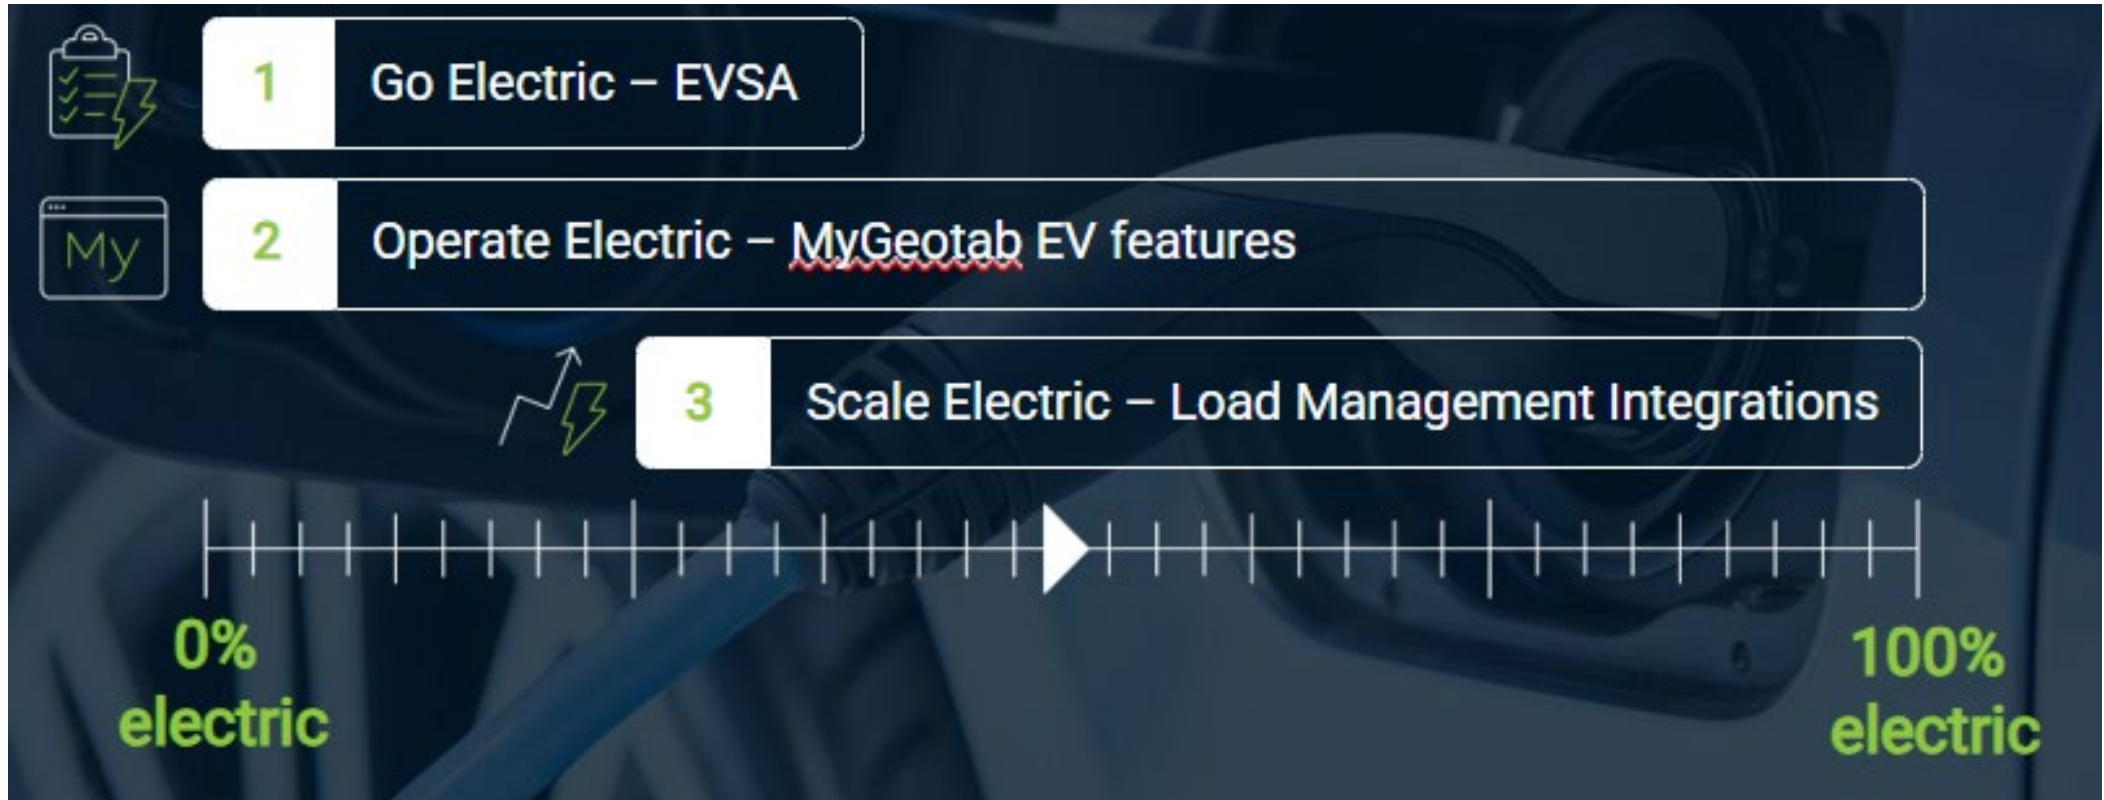 1 Go Electric – EVSA
My
2 Operate Electric – MyGeotab EV features
3 Scale Electric – Load Management Integrations
0%
electric
100%
electric